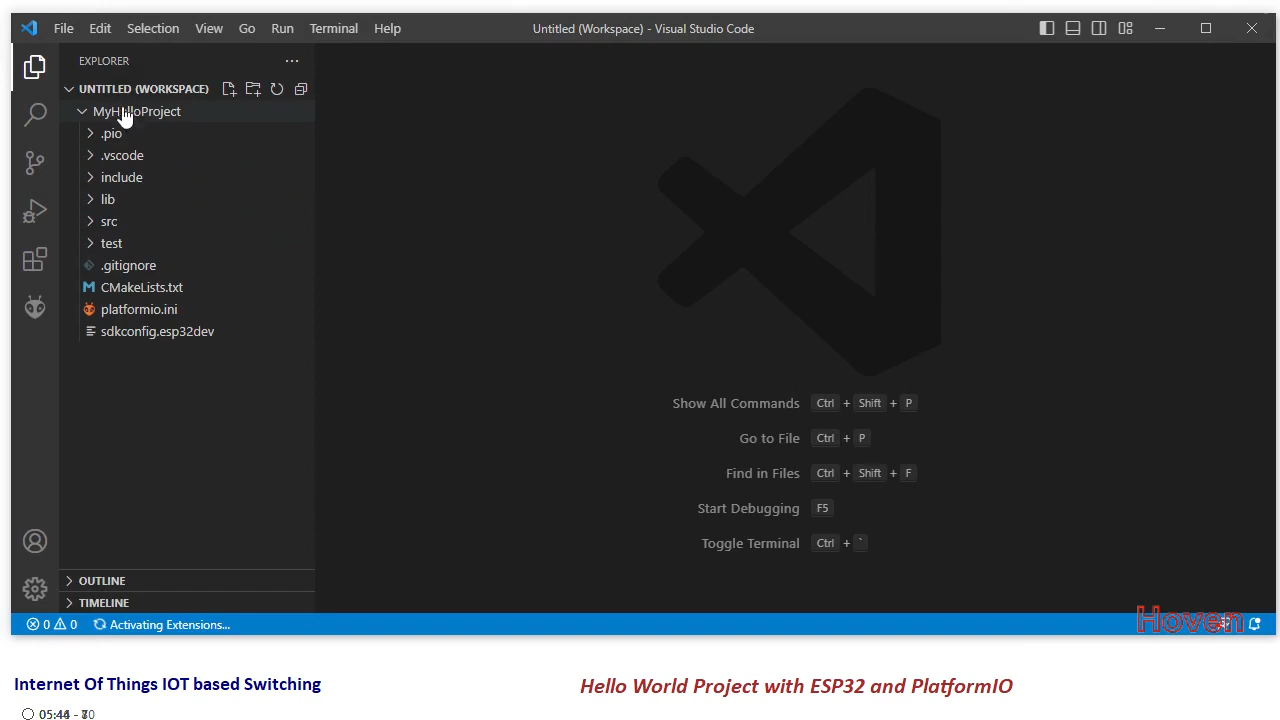 File Edit Selection View Go Run Terminal Help
Untitled (Workspace) - Visual Studio Code
EXPLORER
UNTITLED (WORKSPACE)
MyHelloProject
.pio
.vscode
include
lib
src
test
.gitignore
CMakeLists.txt
platformio.ini
sdkconfig.esp32dev
Show All Commands Ctrl + Shift + P
Go to File Ctrl + P
Find in Files Ctrl + Shift + F
Start Debugging F5
Toggle Terminal Ctrl + `
OUTLINE
TIMELINE
0 0 Activating Extensions...
Hoven
Internet Of Things IOT based Switching
Hello World Project with ESP32 and PlatformIO